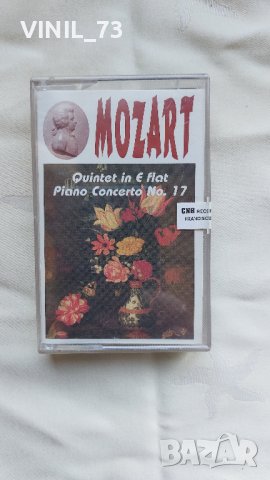 VINIL_73
MOZART
Quintet in E flat
Piano Concerto No. 17
CNR
BAZAR